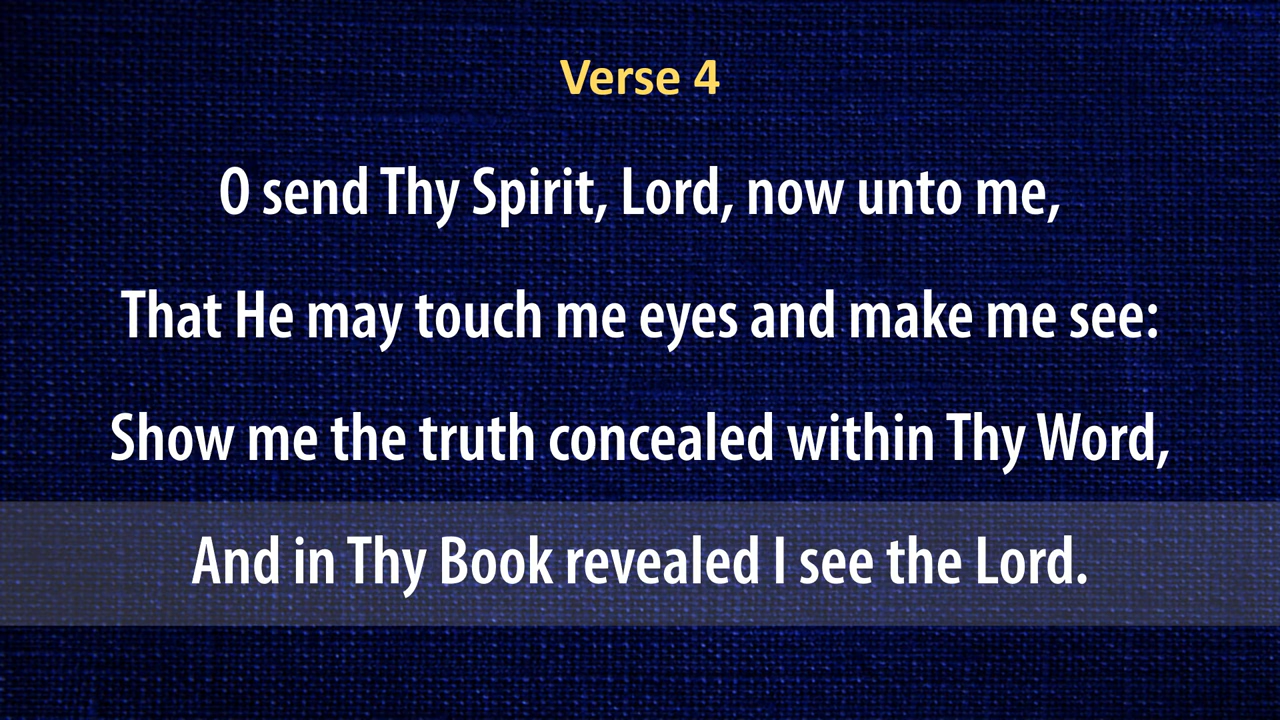 Verse 4
O send Thy Spirit, Lord, now unto me,
That He may touch me eyes and make me see:
Show me the truth concealed within Thy Word,
And in Thy Book revealed I see the Lord.